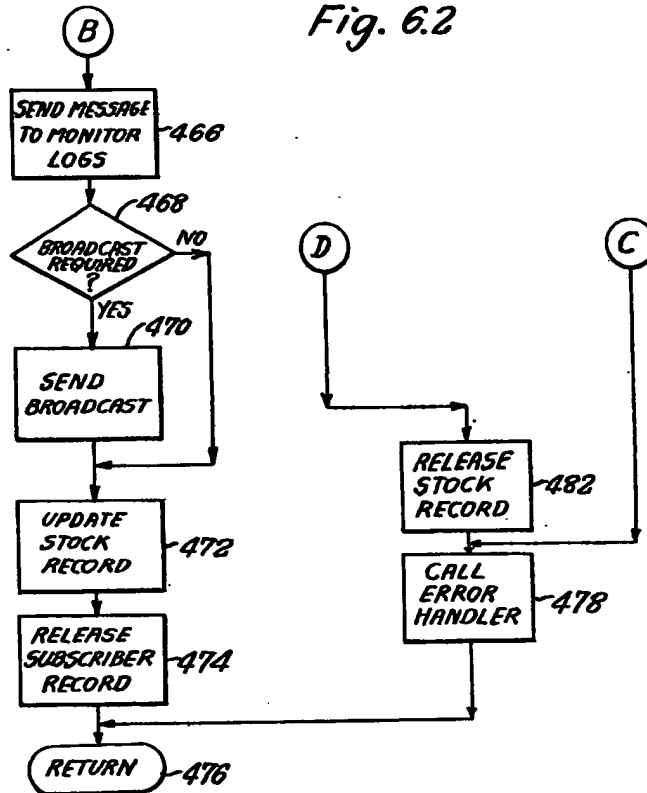 Fig. 6.2
B
SEND MESSAGE
TO MONITOR
LOGS
466
468
BROADCAST
REQUIRED
?
NO
YES
470
SEND
BROADCAST
UPDATE
STOCK
RECORD
472
RELEASE
SUBSCRIBER
RECORD
474
RETURN
476
D
C
RELEASE
STOCK
RECORD
482
CALL
ERROR
HANDLER
478